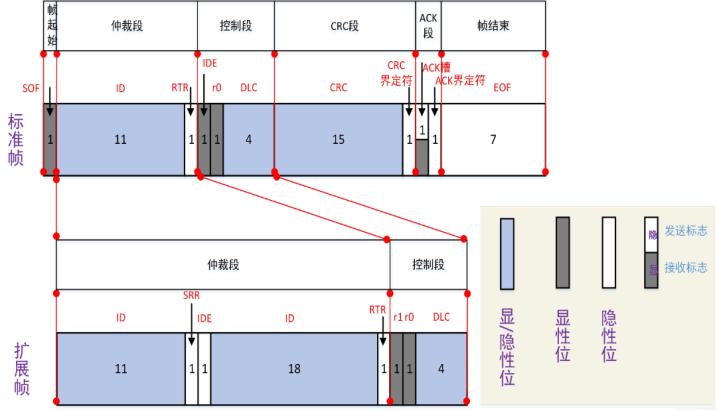 帧起始 仲裁段 控制段 CRC段 ACK段 帧结束
SOF ID RTR IDE r0 DLC CRC CRC界定符 ACK槽 ACK界定符 EOF
标准帧
1 11 1 1 1 4 15 1 1 1 7
仲裁段 控制段
ID SRR IDE ID RTR r1 r0 DLC
扩展帧
11 1 1 18 1 1 1 4
隐 发送标志
显 接收标志
显/隐性位 显性位 隐性位